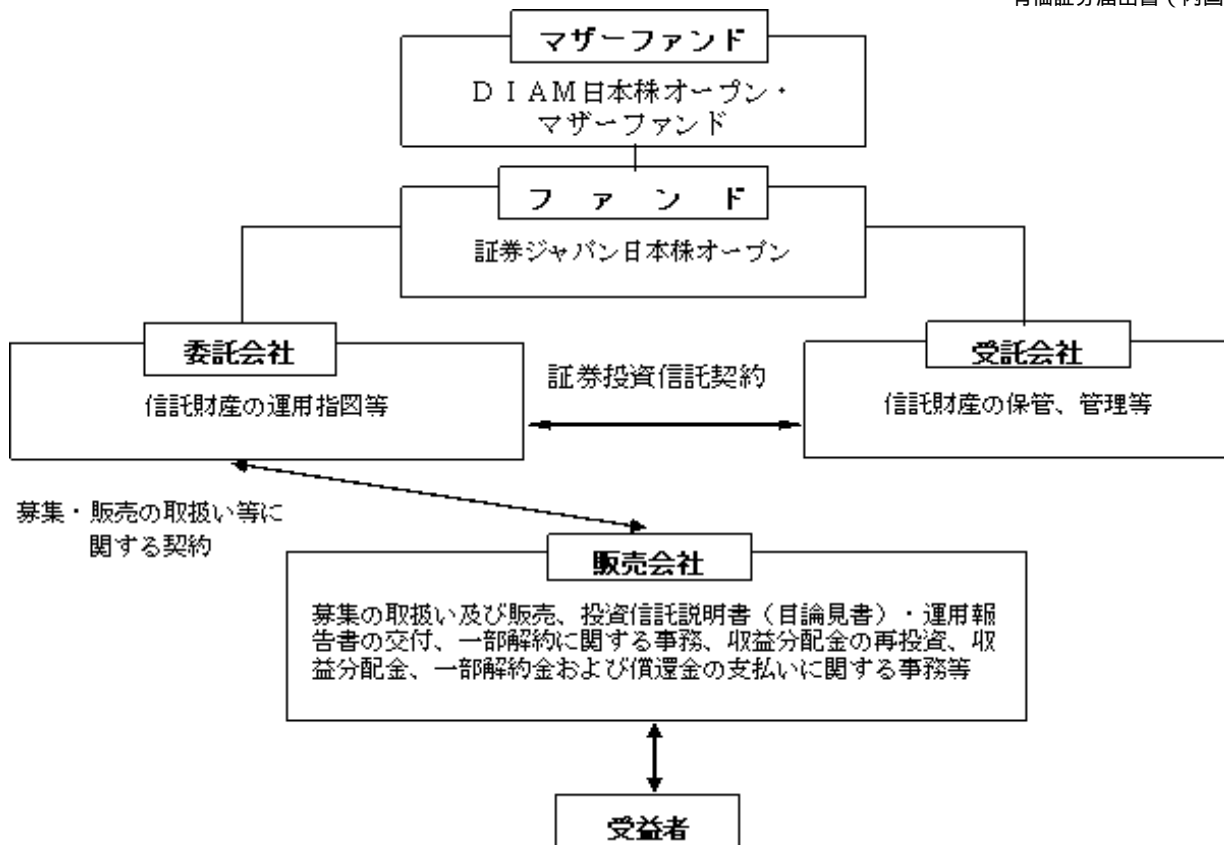 有価証券届出書(内国
マザーファンド
DIAM日本株オープン・
マザーファンド
ファンド
証券ジャパン日本株オープン
委託会社
信託財産の運用指図等
証券投資信託契約
受託会社
信託財産の保管、管理等
募集・販売の取扱い等に
関する契約
販売会社
募集の取扱い及び販売、投資信託説明書(目論見書)・運用報
告書の交付、一部解約に関する事務、収益分配金の再投資、収
益分配金、一部解約金および償還金の支払いに関する事務等
受益者